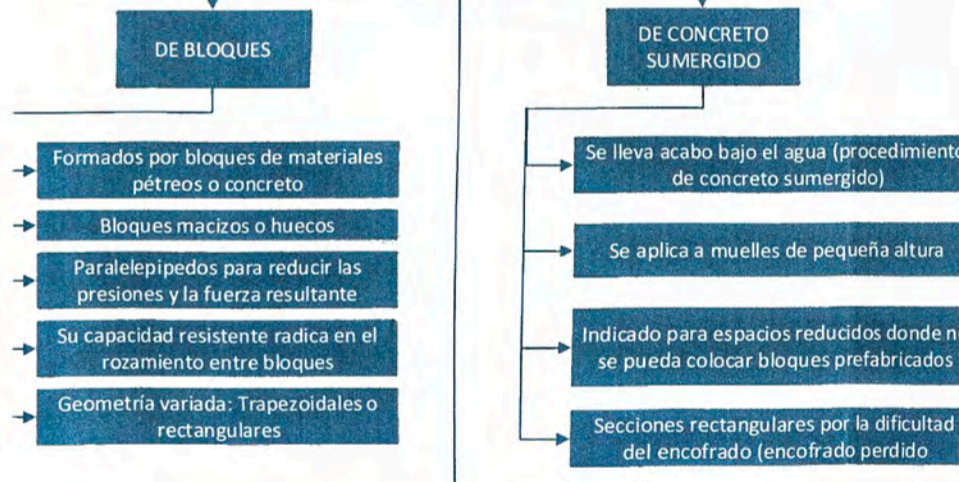 DE BLOQUES
Formados por bloques de materiales
pétreos o concreto
Bloques macizos o huecos
Paralelepipedos para reducir las
presiones y la fuerza resultante
Su capacidad resistente radica en el
rozamiento entre bloques
Geometría variada: Trapezoidales o
rectangulares
DE CONCRETO
SUMERGIDO
Se lleva acabo bajo el agua (procedimiento
de concreto sumergido)
Se aplica a muelles de pequeña altura
Indicado para espacios reducidos donde n
se pueda colocar bloques prefabricados
Secciones rectangulares por la dificultad
del encofrado (encofrado perdido